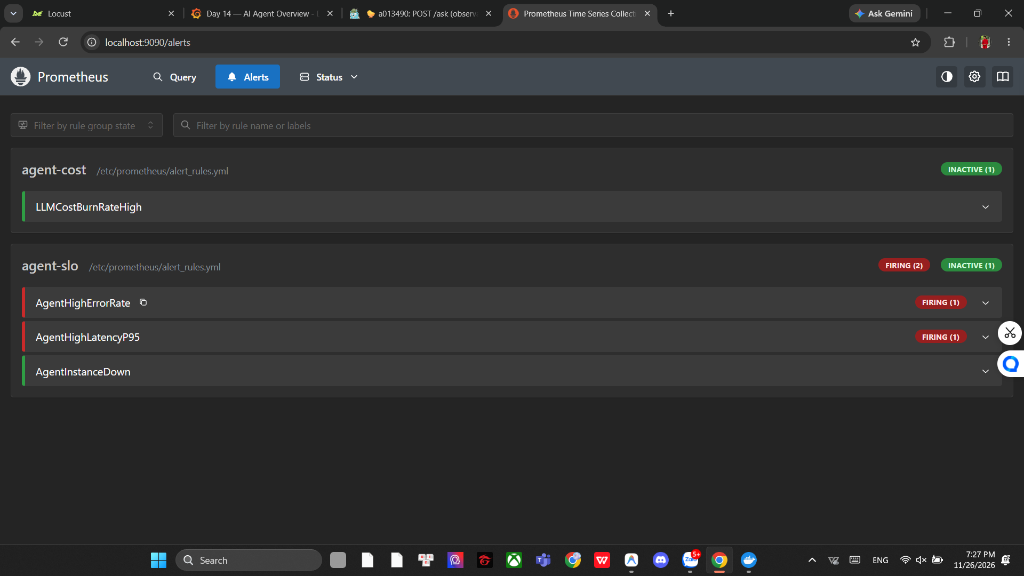 Locust
Day 14 — AI Agent Overview -
a013490: POST /ask (obser
Prometheus Time Series Collect
Ask Gemini
localhost:9090/alerts
Prometheus
Query
Alerts
Status
Filter by rule group state
Filter by rule name or labels
agent-cost /etc/prometheus/alert_rules.yml
INACTIVE (1)
LLMCostBurnRateHigh
agent-slo /etc/prometheus/alert_rules.yml
FIRING (2)
INACTIVE (1)
AgentHighErrorRate
FIRING (1)
AgentHighLatencyP95
FIRING (1)
AgentInstanceDown
Search
5+
ENG
7:27 PM
11/26/2026